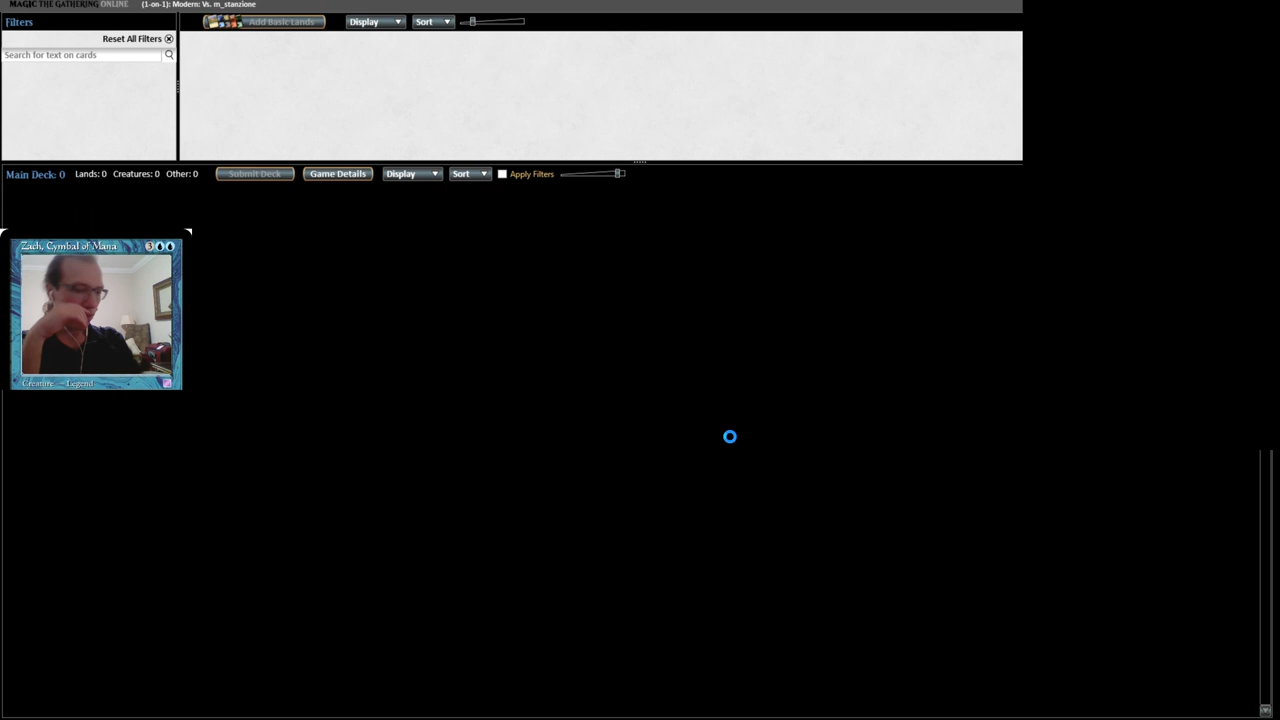 MAGIC THE GATHERING ONLINE (1-on-1): Modern: Vs. m_stanzione
Filters Add Basic Lands Display Sort
Reset All Filters
Search for text on cards
Main Deck: 0 Lands: 0 Creatures: 0 Other: 0 Submit Deck Game Details Display Sort Apply Filters
Zach, Cymbal of Mana 3
Creature – Legend